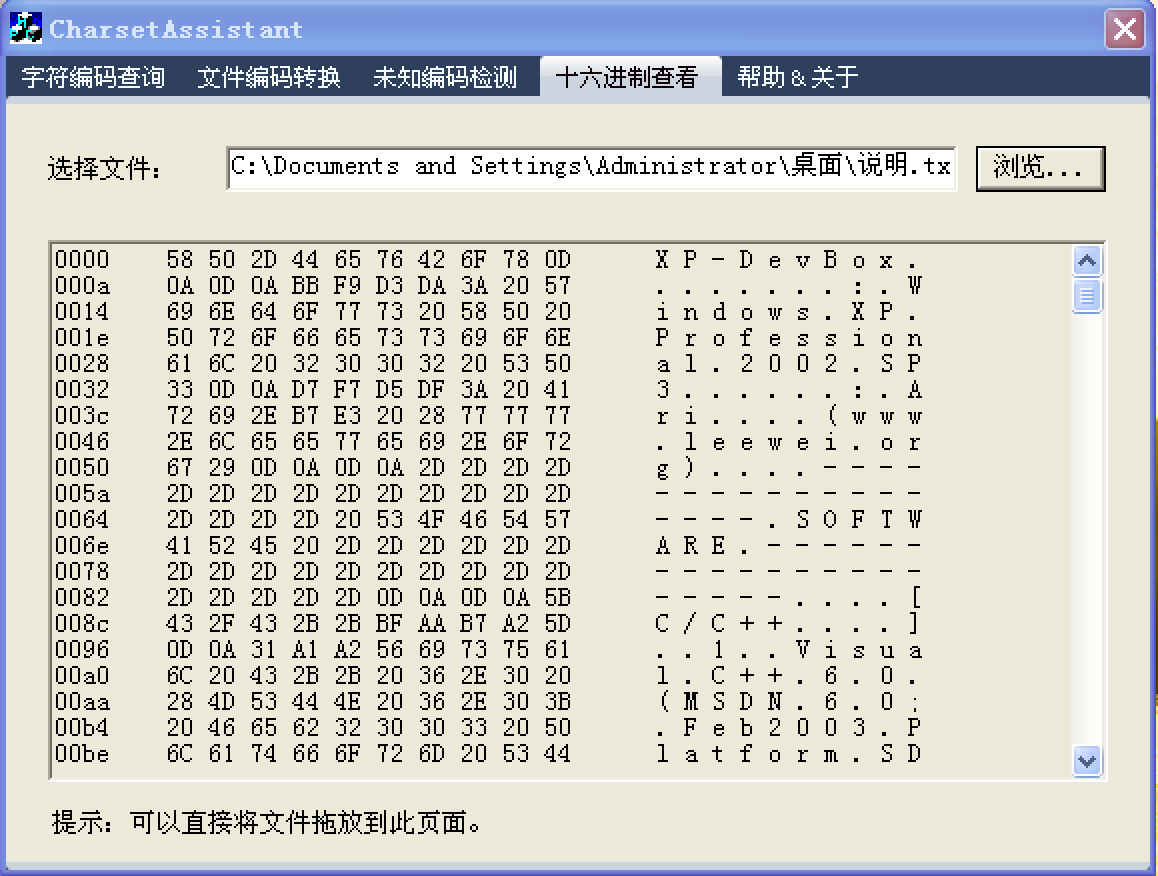 CharsetAssistant
字符编码查询 文件编码转换 未知编码检测 十六进制查看 帮助&关于
选择文件: C:\Documents and Settings\Administrator\桌面\说明.tx 浏览...
0000 58 50 2D 44 65 76 42 6F 78 0D X P - D e v B o x .
000a 0A 0D 0A BB F9 D3 DA 3A 20 57 . . . . . . . : . W
0014 69 6E 64 6F 77 73 20 58 50 20 i n d o w s . X P .
001e 50 72 6F 66 65 73 73 69 6F 6E P r o f e s s i o n
0028 61 6C 20 32 30 30 32 20 53 50 a l . 2 0 0 2 . S P
0032 33 0D 0A D7 F7 D5 DF 3A 20 41 3 . . . . . . : . A
003c 72 69 2E B7 E3 20 28 77 77 77 r i . . . . ( w w w
0046 2E 6C 65 65 77 65 69 2E 6F 72 . l e e w e i . o r
0050 67 29 0D 0A 0D 0A 2D 2D 2D 2D g ) . . . . - - - -
005a 2D 2D 2D 2D 2D 2D 2D 2D 2D 2D - - - - - - - - - -
0064 2D 2D 2D 2D 20 53 4F 46 54 57 - - - - . S O F T W
006e 41 52 45 20 2D 2D 2D 2D 2D 2D A R E . - - - - - -
0078 2D 2D 2D 2D 2D 2D 2D 2D 2D 2D - - - - - - - - - -
0082 2D 2D 2D 2D 2D 0D 0A 0D 0A 5B - - - - - . . . . [
008c 43 2F 43 2B 2B BF AA B7 A2 5D C / C + + . . . . ]
0096 0D 0A 31 A1 A2 56 69 73 75 61 . . 1 . . V i s u a
00a0 6C 20 43 2B 2B 20 36 2E 30 20 l . C + + . 6 . 0 .
00aa 28 4D 53 44 4E 20 36 2E 30 3B ( M S D N . 6 . 0 ;
00b4 20 46 65 62 32 30 30 33 20 50 . F e b 2 0 0 3 . P
00be 6C 61 74 66 6F 72 6D 20 53 44 l a t f o r m . S D
提示: 可以直接将文件拖放到此页面。